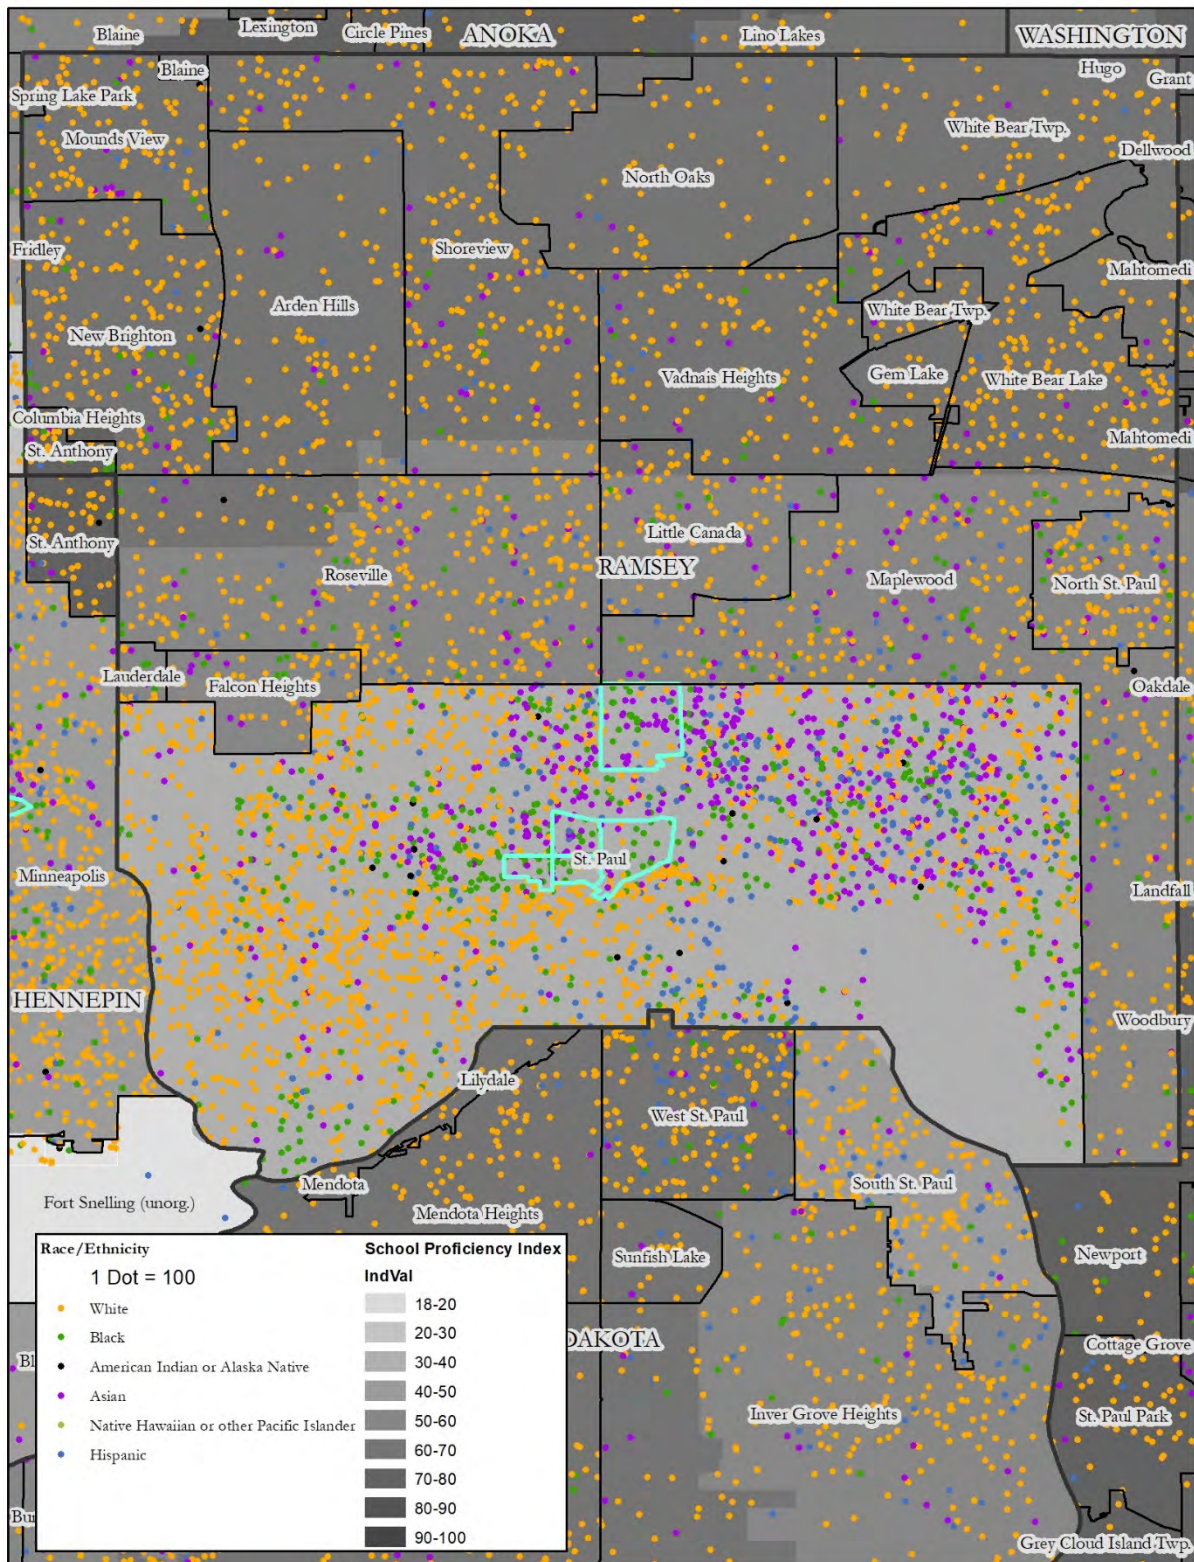 Blaine
Lexington
Circle Pines
ANOKA
Lino Lakes
WASHINGTON
Blaine
Hugo
Grant
Spring Lake Park
Mounds View
White Bear Twp.
Dellwood
North Oaks
Fridley
Shoreview
Mahtomedi
Arden Hills
White Bear Twp.
New Brighton
Vadnais Heights
Gem Lake
White Bear Lake
Columbia Heights
St. Anthony
Mahtomedi
St. Anthony
Little Canada
Roseville
RAMSEY
Maplewood
North St. Paul
Lauderdale
Falcon Heights
Oakdale
St. Paul
Minneapolis
Landfall
HENNEPIN
Woodbury
Lilydale
West St. Paul
Mendota
South St. Paul
Fort Snelling (unorg.)
Mendota Heights
Sunfish Lake
Newport
DAKOTA
Cottage Grove
Inver Grove Heights
St. Paul Park
Grey Cloud Island Twp.
Bl
Bur
Race/Ethnicity
1 Dot = 100
White
Black
American Indian or Alaska Native
Asian
Native Hawaiian or other Pacific Islander
Hispanic
School Proficiency Index
IndVal
18-20
20-30
30-40
40-50
50-60
60-70
70-80
80-90
90-100